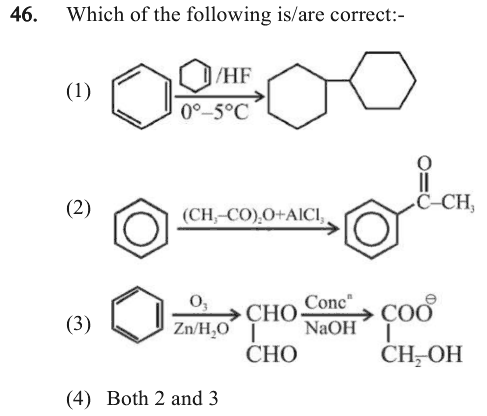 46. Which of the following is/are correct:-
(1) /HF
0°–5°C
(2) (CH₃–CO)₂O+AlCl₃ O
C–CH₃
(3) O₃
Zn/H₂O CHO
CHO Concⁿ
NaOH COO⊖
CH₂–OH
(4) Both 2 and 3